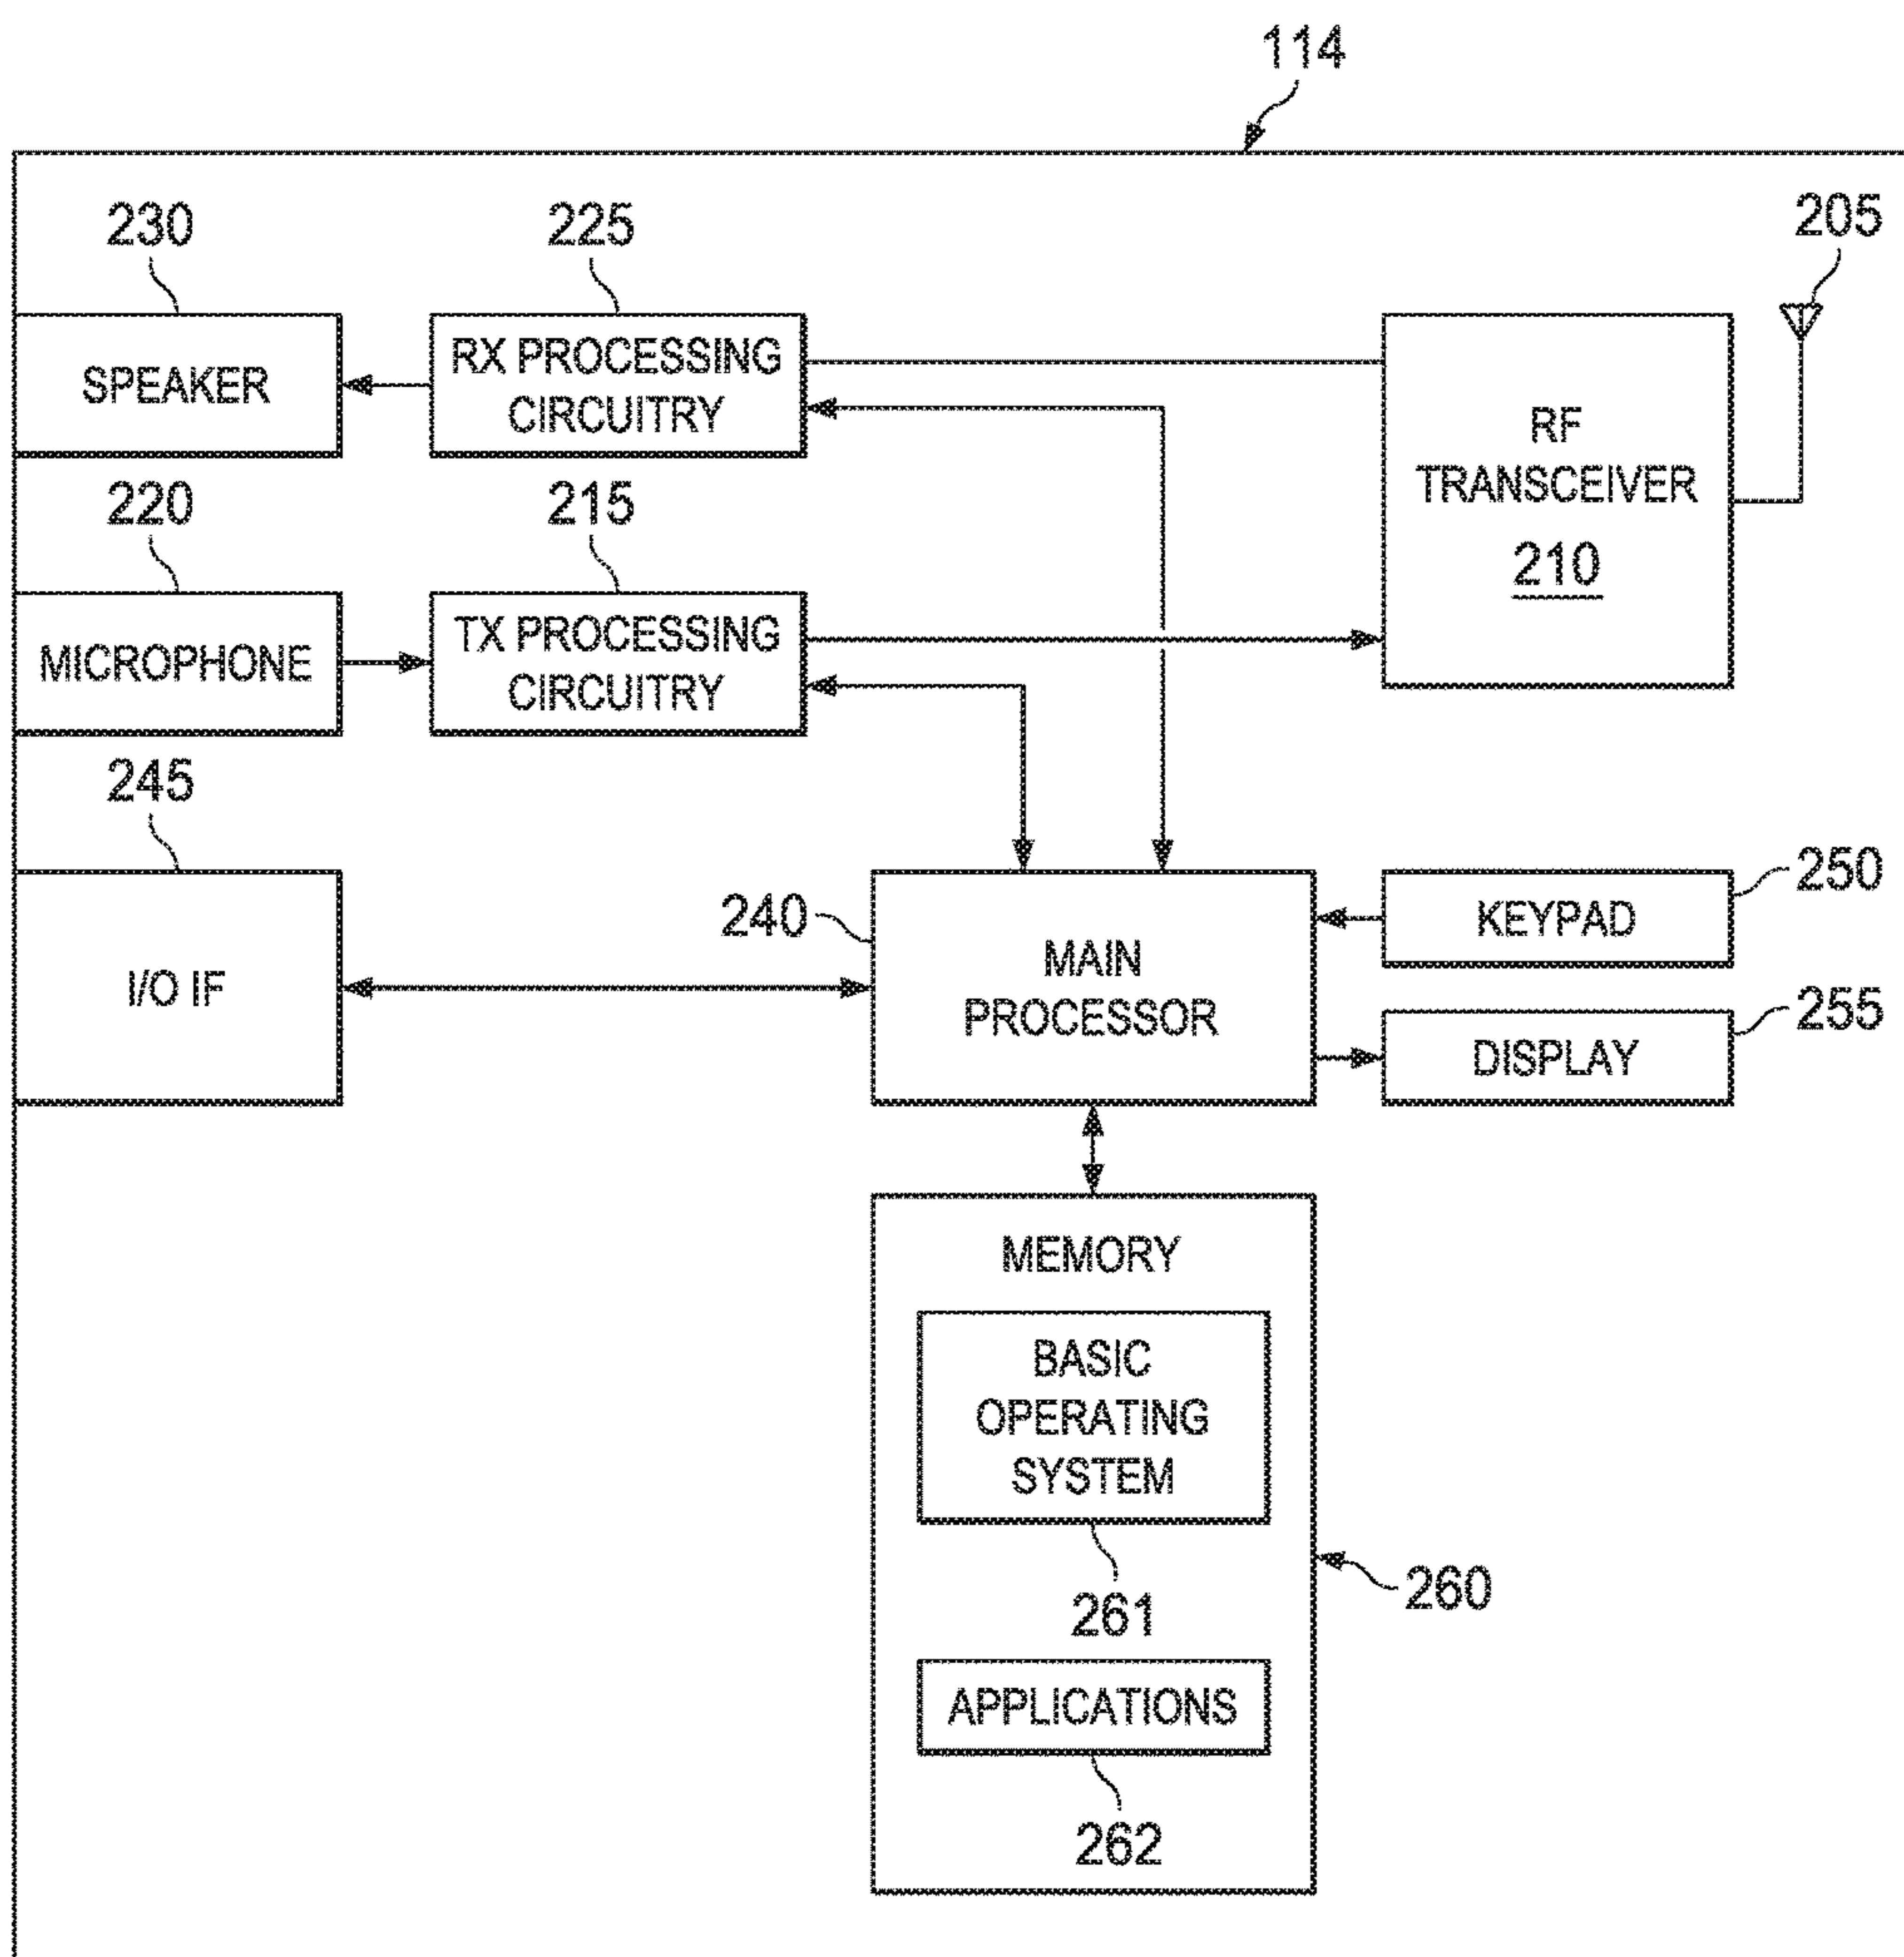 114
205
230
225
SPEAKER
RX PROCESSING
CIRCUITRY
RF
TRANSCEIVER
210
220
215
MICROPHONE
TX PROCESSING
CIRCUITRY
245
I/O IF
240
MAIN
PROCESSOR
250
KEYPAD
255
DISPLAY
MEMORY
BASIC
OPERATING
SYSTEM
261
260
APPLICATIONS
262